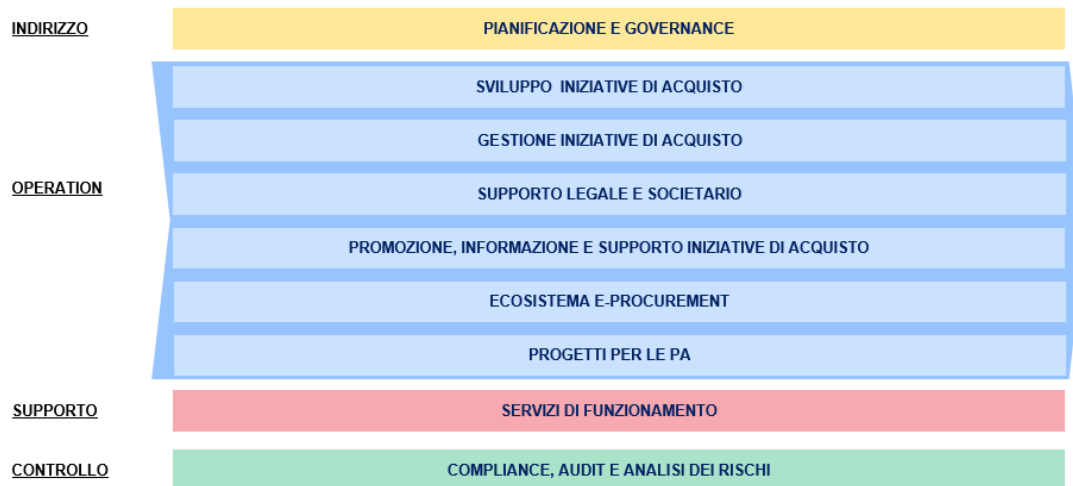 INDIRIZZO
PIANIFICAZIONE E GOVERNANCE
SVILUPPO INIZIATIVE DI ACQUISTO
GESTIONE INIZIATIVE DI ACQUISTO
OPERATION
SUPPORTO LEGALE E SOCIETARIO
PROMOZIONE, INFORMAZIONE E SUPPORTO INIZIATIVE DI ACQUISTO
ECOSISTEMA E-PROCUREMENT
PROGETTI PER LE PA
SUPPORTO
SERVIZI DI FUNZIONAMENTO
CONTROLLO
COMPLIANCE, AUDIT E ANALISI DEI RISCHI